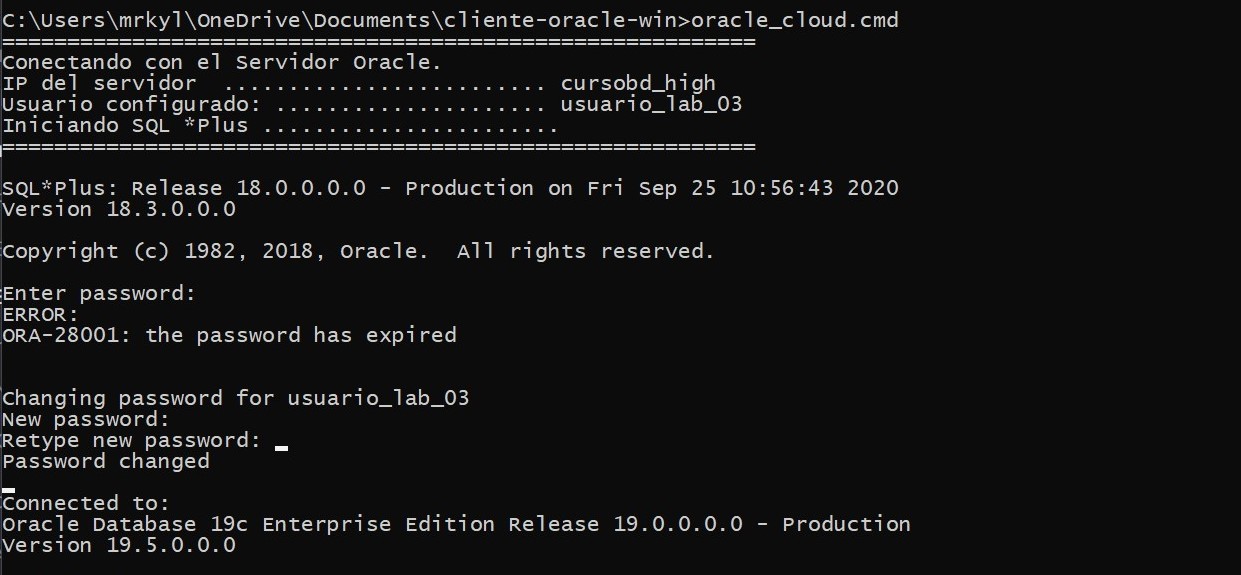 C:\Users\mrkyl\OneDrive\Documents\cliente-oracle-win>oracle_cloud.cmd
==========================================================
Conectando con el Servidor Oracle.
IP del servidor  ......................... cursobd_high
Usuario configurado: ..................... usuario_lab_03
Iniciando SQL *Plus .......................
==========================================================
SQL*Plus: Release 18.0.0.0.0 - Production on Fri Sep 25 10:56:43 2020
Version 18.3.0.0.0
Copyright (c) 1982, 2018, Oracle.  All rights reserved.
Enter password:
ERROR:
ORA-28001: the password has expired
Changing password for usuario_lab_03
New password:
Retype new password:
Password changed
Connected to:
Oracle Database 19c Enterprise Edition Release 19.0.0.0.0 - Production
Version 19.5.0.0.0